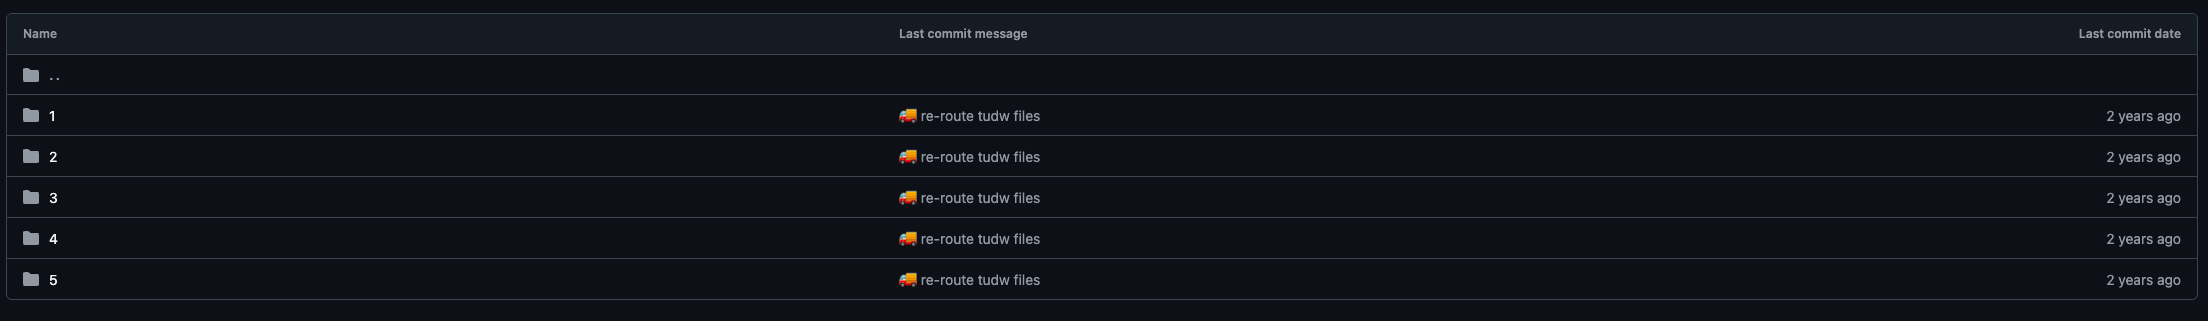 Name Last commit message Last commit date
..
1 🚚 re-route tudw files 2 years ago
2 🚚 re-route tudw files 2 years ago
3 🚚 re-route tudw files 2 years ago
4 🚚 re-route tudw files 2 years ago
5 🚚 re-route tudw files 2 years ago